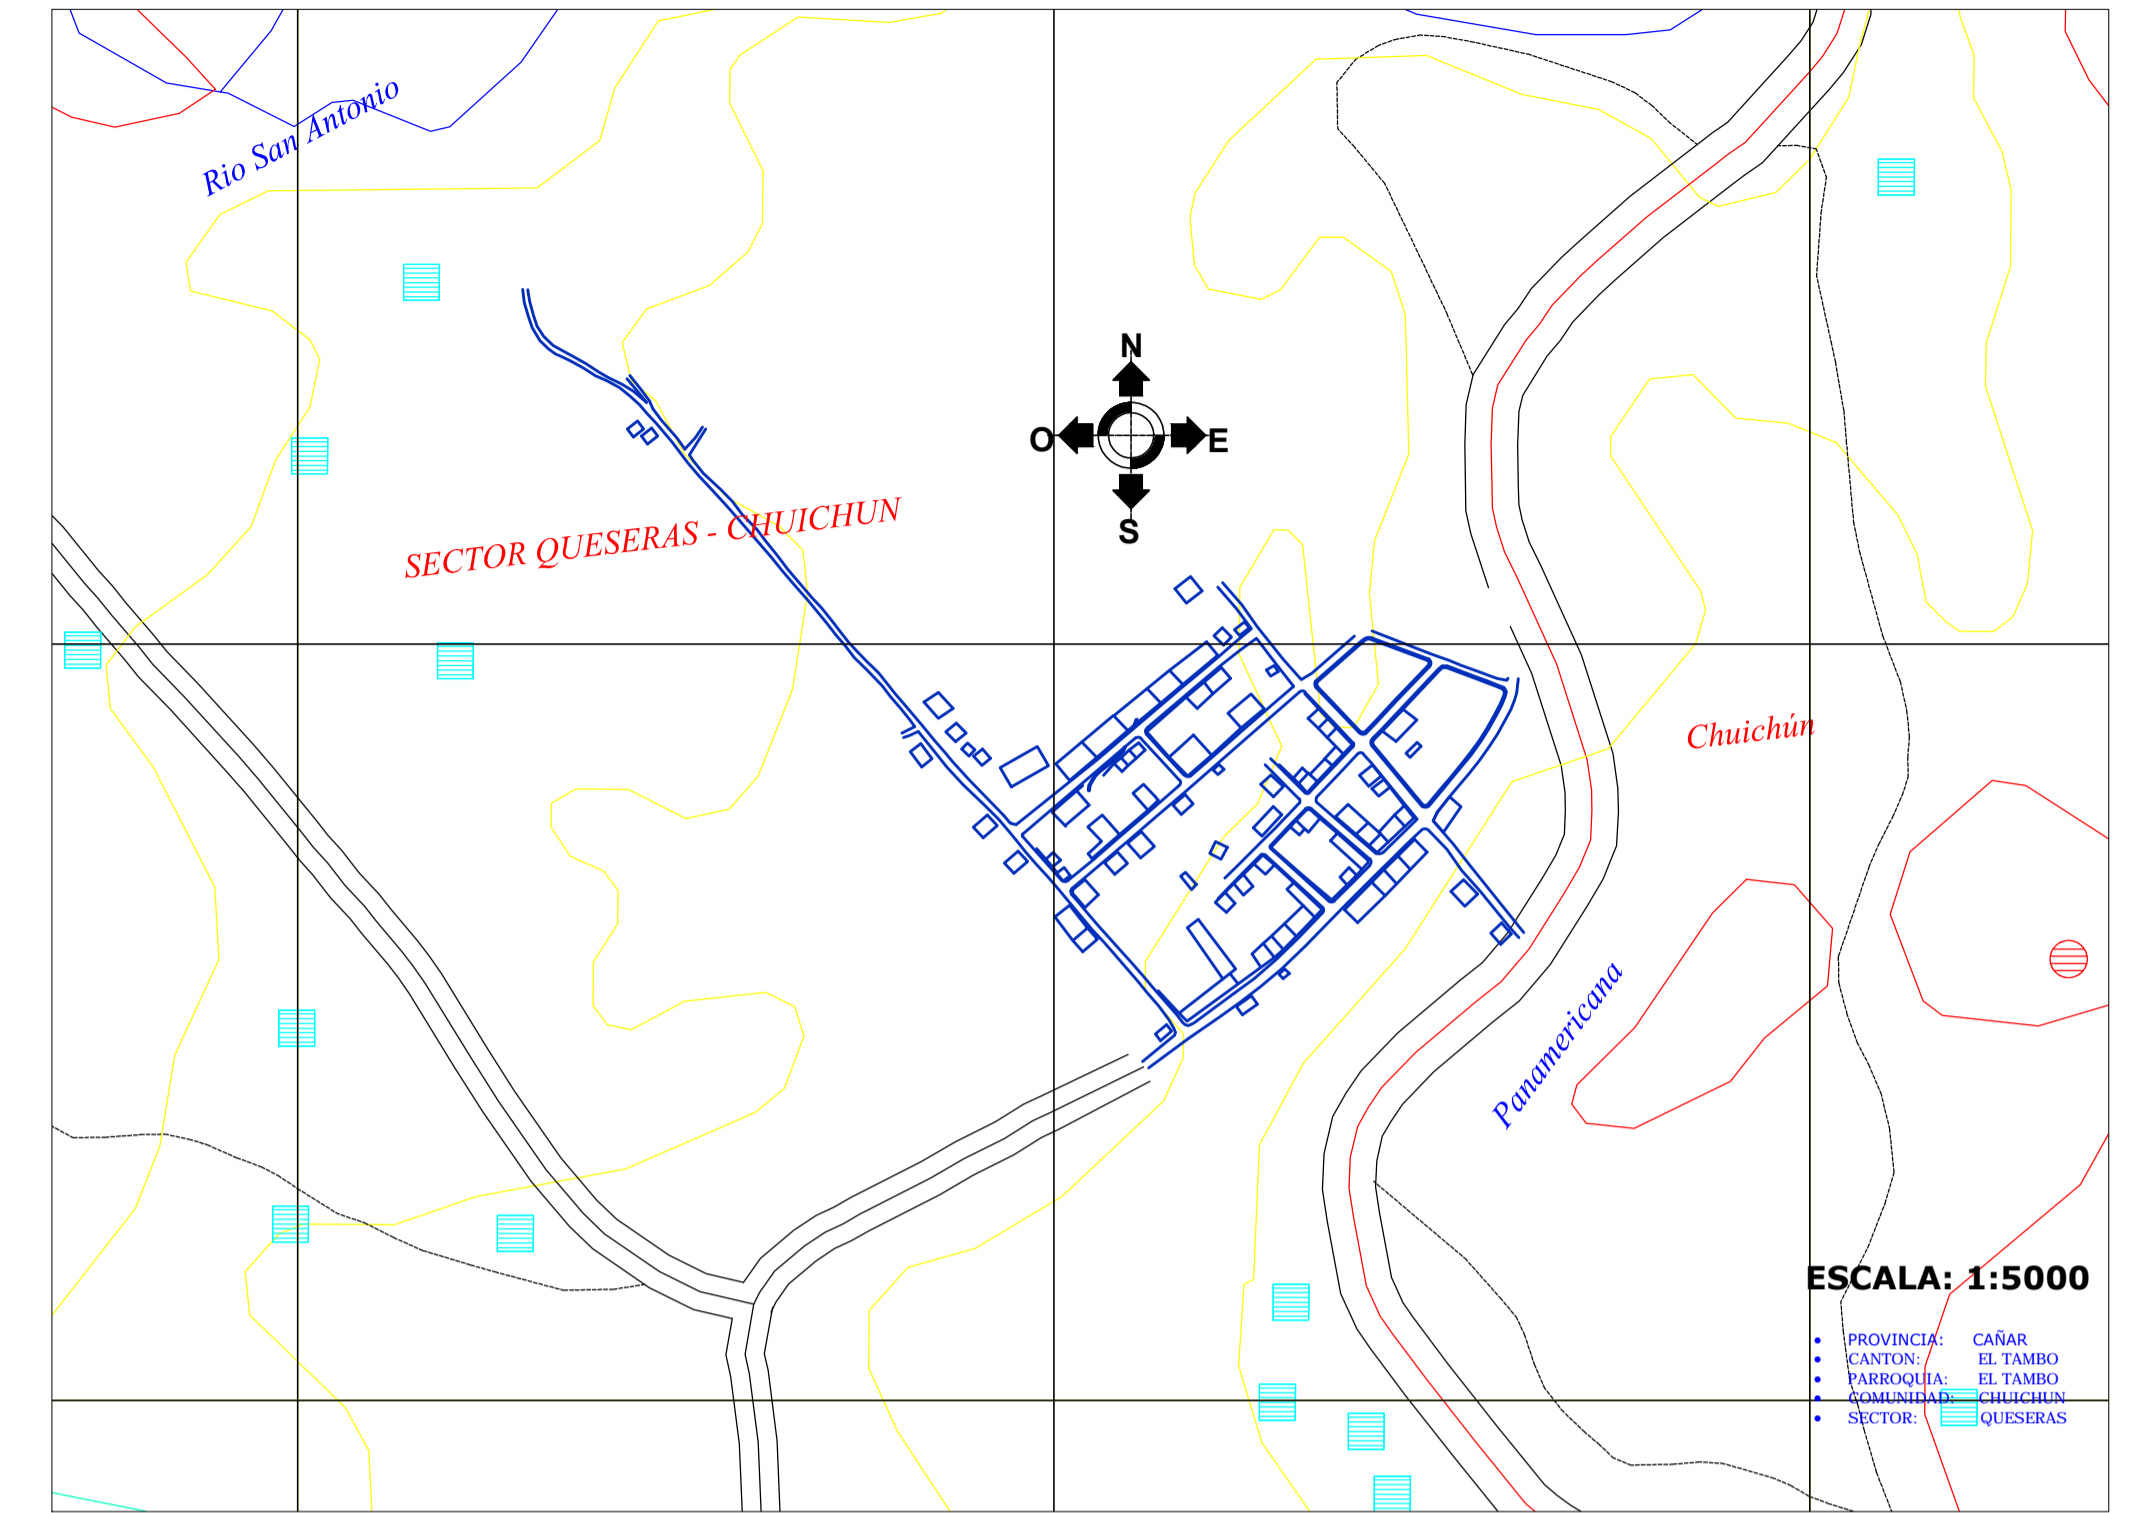 Rio San Antonio
N
O
E
S
SECTOR QUESERAS - CHUICHUN
Chuichún
Panamericana
ESCALA: 1:5000
• PROVINCIA: CAÑAR
• CANTON: EL TAMBO
• PARROQUIA: EL TAMBO
• COMUNIDAD: CHUICHUN
• SECTOR: QUESERAS